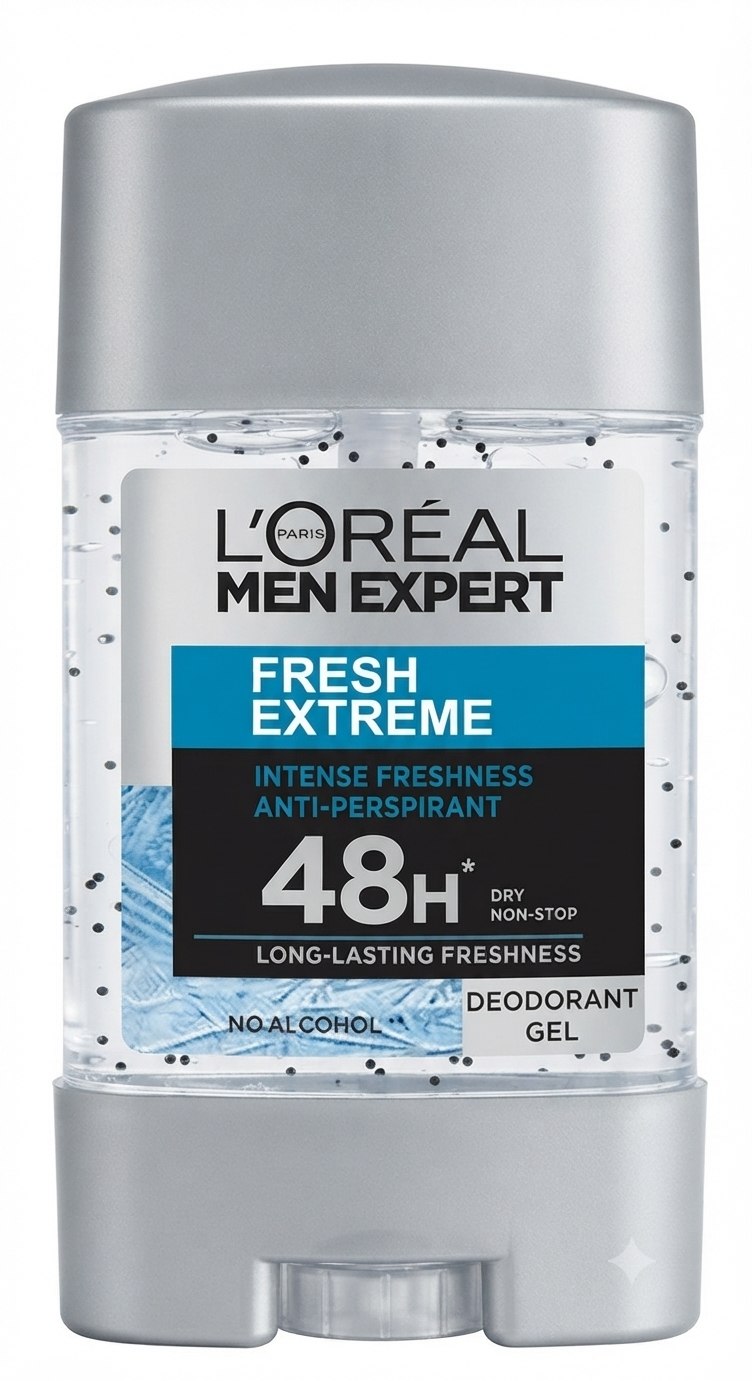 L'ORÉAL
PARIS
MEN EXPERT
FRESH
EXTREME
INTENSE FRESHNESS
ANTI-PERSPIRANT
48H*
DRY
NON-STOP
LONG-LASTING FRESHNESS
NO ALCOHOL**
DEODORANT
GEL